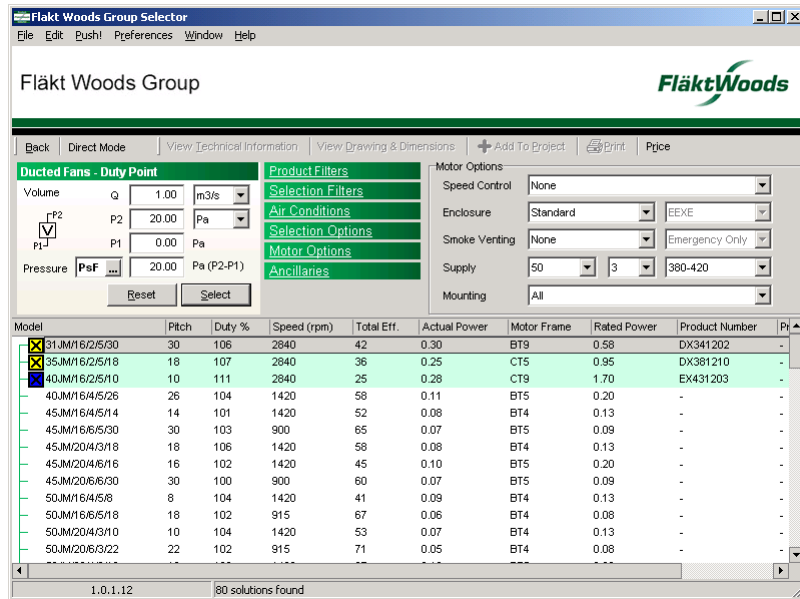 Flakt Woods Group Selector
File Edit Push! Preferences Window Help
Fläkt Woods Group
FläktWoods
Back Direct Mode View Technical Information View Drawing & Dimensions Add To Project Print Price
Ducted Fans - Duty Point
Volume Q 1.00 m3/s
P2 P2 20.00 Pa
P1 P1 0.00 Pa
Pressure PsF ... 20.00 Pa (P2-P1)
Reset Select
Product Filters
Selection Filters
Air Conditions
Selection Options
Motor Options
Ancillaries
Motor Options
Speed Control None
Enclosure Standard EEXE
Smoke Venting None Emergency Only
Supply 50 3 380-420
Mounting All
Model Pitch Duty % Speed (rpm) Total Eff. Actual Power Motor Frame Rated Power Product Number
31JM/16/2/5/30 30 106 2840 42 0.30 BT9 0.58 DX341202 -
35JM/16/2/5/18 18 107 2840 36 0.25 CT5 0.95 DX381210 -
40JM/16/2/5/10 10 111 2840 25 0.28 CT9 1.70 EX431203 -
40JM/16/4/5/26 26 104 1420 58 0.11 BT5 0.20 - -
45JM/16/4/5/14 14 101 1420 52 0.08 BT4 0.13 - -
45JM/16/6/5/30 30 103 900 65 0.07 BT5 0.09 - -
45JM/20/4/3/18 18 106 1420 58 0.08 BT4 0.13 - -
45JM/20/4/6/16 16 102 1420 45 0.10 BT5 0.20 - -
45JM/20/6/6/30 30 100 900 60 0.07 BT5 0.09 - -
50JM/16/4/5/8 8 104 1420 41 0.09 BT4 0.13 - -
50JM/16/6/5/18 18 102 915 67 0.06 BT4 0.08 - -
50JM/20/4/3/10 10 104 1420 53 0.07 BT4 0.13 - -
50JM/20/6/3/22 22 102 915 71 0.05 BT4 0.08 - -
1.0.1.12 80 solutions found